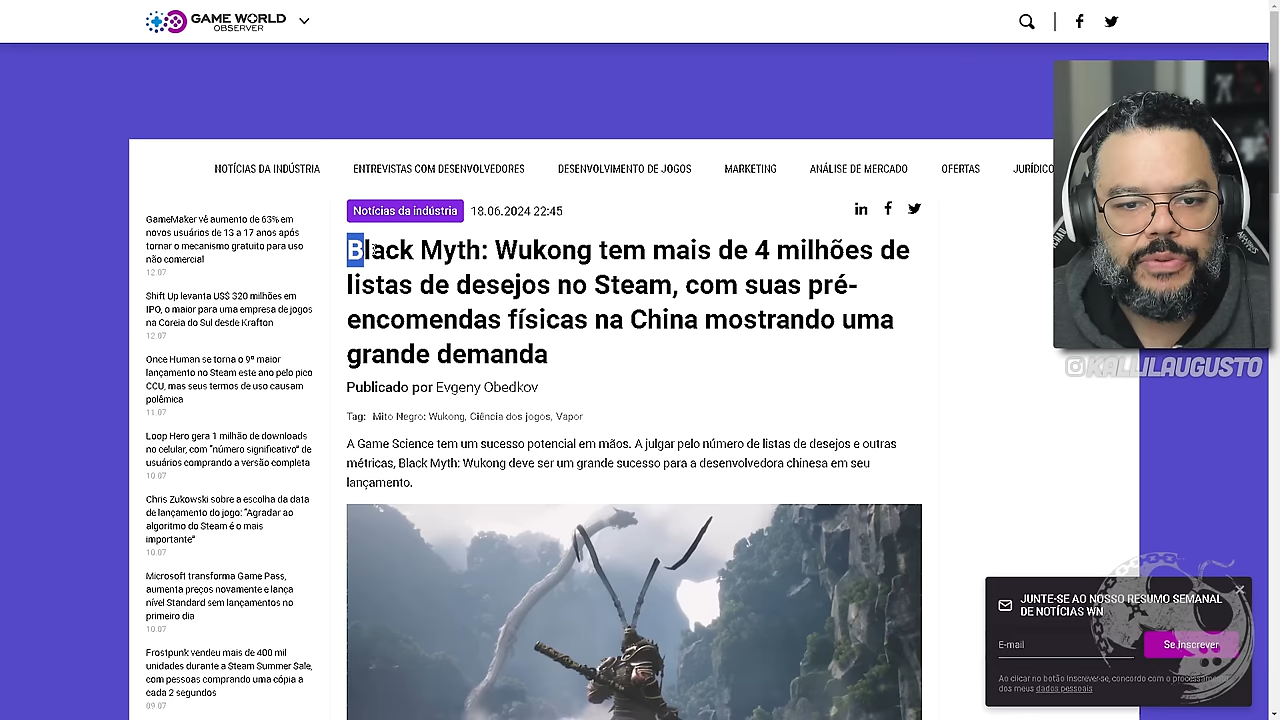 GAME WORLD
OBSERVER
NOTÍCIAS DA INDÚSTRIA
ENTREVISTAS COM DESENVOLVEDORES
DESENVOLVIMENTO DE JOGOS
MARKETING
ANÁLISE DE MERCADO
OFERTAS
JURÍDICO
GameMaker vê aumento de 63% em
novos usuários de 13 a 17 anos após
tornar o mecanismo gratuito para uso
não comercial
12.07
Shift Up levanta US$ 320 milhões em
IPO, o maior para uma empresa de jogos
na Coreia do Sul desde Krafton
12.07
Once Human se torna o 9º maior
lançamento no Steam este ano pelo pico
CCU, mas seus termos de uso causam
polêmica
11.07
Loop Hero gera 1 milhão de downloads
no celular, com "número significativo" de
usuários comprando a versão completa
10.07
Chris Zukowski sobre a escolha da data
de lançamento do jogo: "Agradar ao
algoritmo do Steam é o mais
importante"
10.07
Microsoft transforma Game Pass,
aumenta preços novamente e lança
nível Standard sem lançamentos no
primeiro dia
10.07
Frostpunk vendeu mais de 400 mil
unidades durante a Steam Summer Sale,
com pessoas comprando uma cópia a
cada 2 segundos
09.07
Notícias da indústria
18.06.2024 22:45
Black Myth: Wukong tem mais de 4 milhões de
listas de desejos no Steam, com suas pré-
encomendas físicas na China mostrando uma
grande demanda
Publicado por Evgeny Obedkov
Tag: Mito Negro: Wukong, Ciência dos jogos, Vapor
A Game Science tem um sucesso potencial em mãos. A julgar pelo número de listas de desejos e outras
métricas, Black Myth: Wukong deve ser um grande sucesso para a desenvolvedora chinesa em seu
lançamento.
KALLILAUGUSTO
JUNTE-SE AO NOSSO RESUMO SEMANAL
DE NOTÍCIAS WN
E-mail
Se inscrever
Ao clicar no botão inscrever-se, concordo com o processamento
dos meus dados pessoais